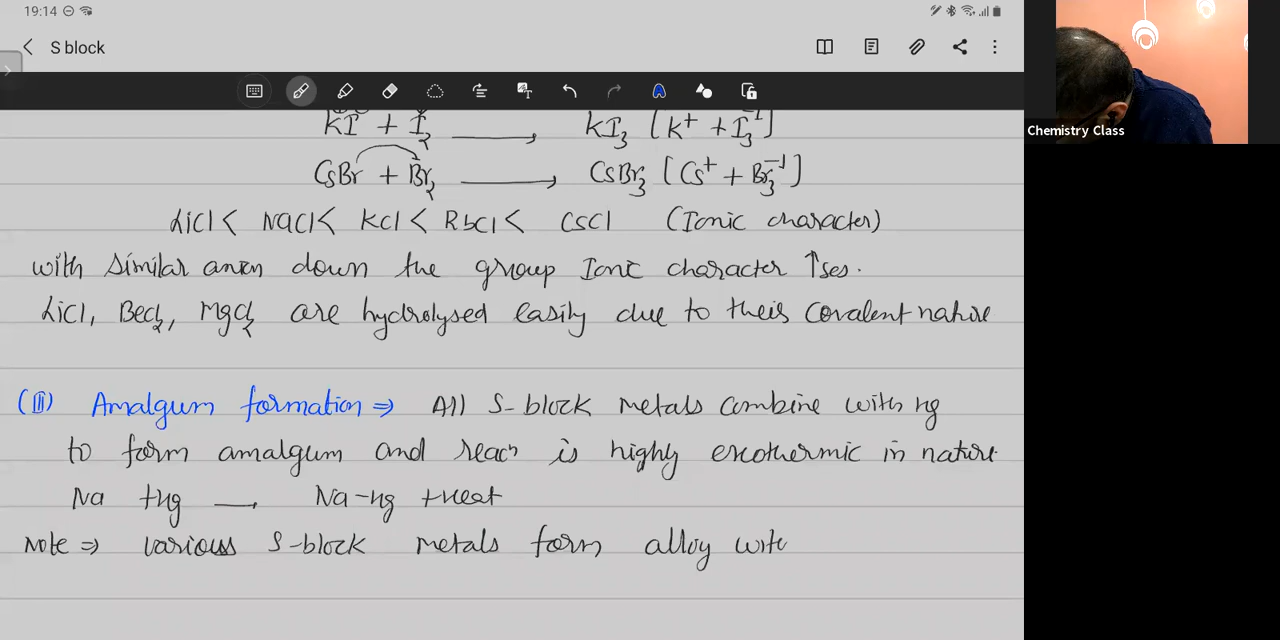 19:14
S block
KI + I2 ⟶ KI3 [K+ + I3-1]
Chemistry Class
CsBr + Br2 ⟶ CsBr3 [Cs+ + Br3-1]
LiCl < NaCl < KCl < RbCl < CsCl (Ionic character)
with similar anion down the group Ionic character ↑ses.
LiCl, BeCl2, MgCl2 are hydrolysed easily due to their covalent nature
(III) Amalgum formation ⇒ All S-block metals combine with Hg
to form amalgum and reacn is highly exothermic in nature.
Na + Hg ⟶ Na-Hg + Heat
Note ⇒ various S-block metals form alloy with